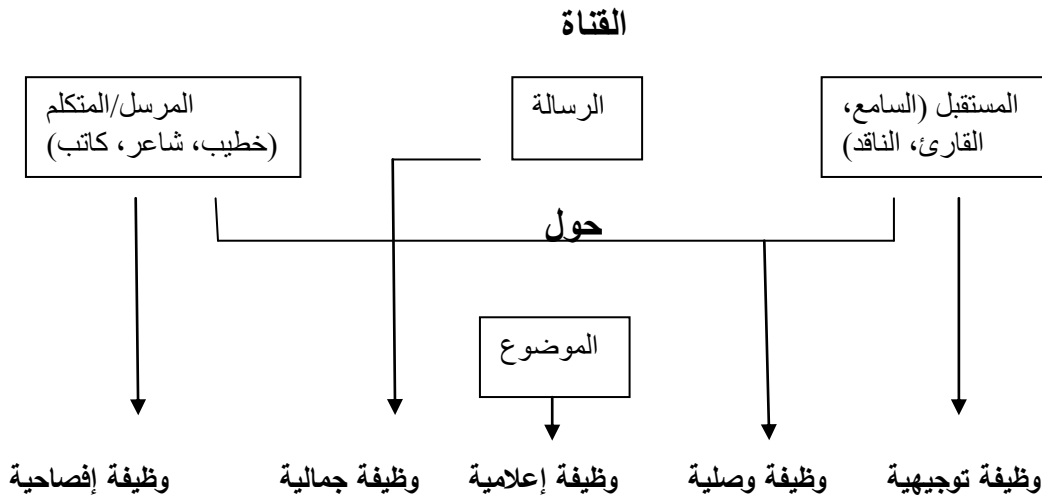 القناة
المستقبل (السامع،
القارئ، الناقد)
الرسالة
المرسل/المتكلم
(خطيب، شاعر، كاتب)
حول
الموضوع
وظيفة توجيهية
وظيفة وصلية
وظيفة إعلامية
وظيفة جمالية
وظيفة إفصاحية